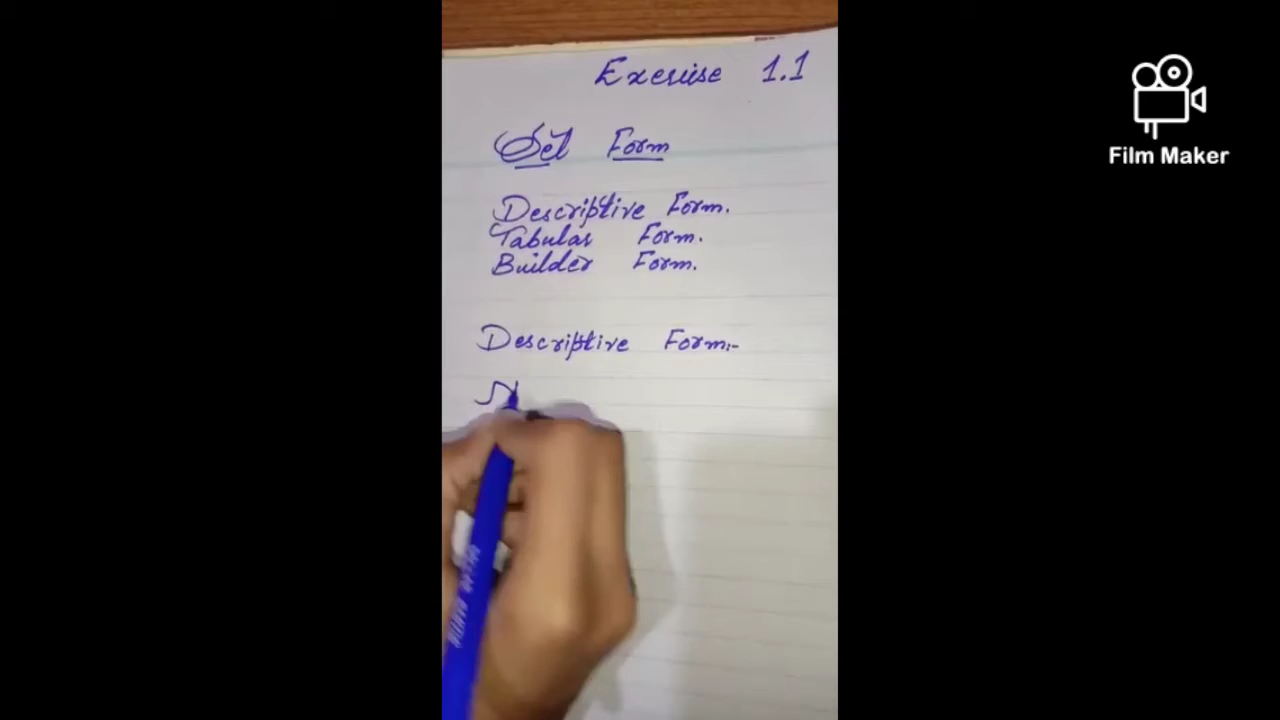 Exercise 1.1
Set Form
Descriptive Form.
Tabular Form.
Builder Form.
Descriptive Form:-
Film Maker